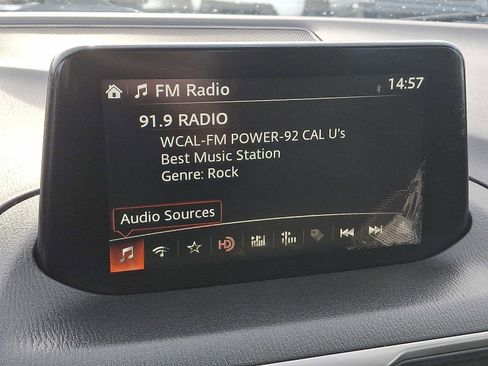 FM Radio
14:57
91.9 RADIO
WCAL-FM POWER-92 CAL U's
Best Music Station
Genre: Rock
Audio Sources
HD